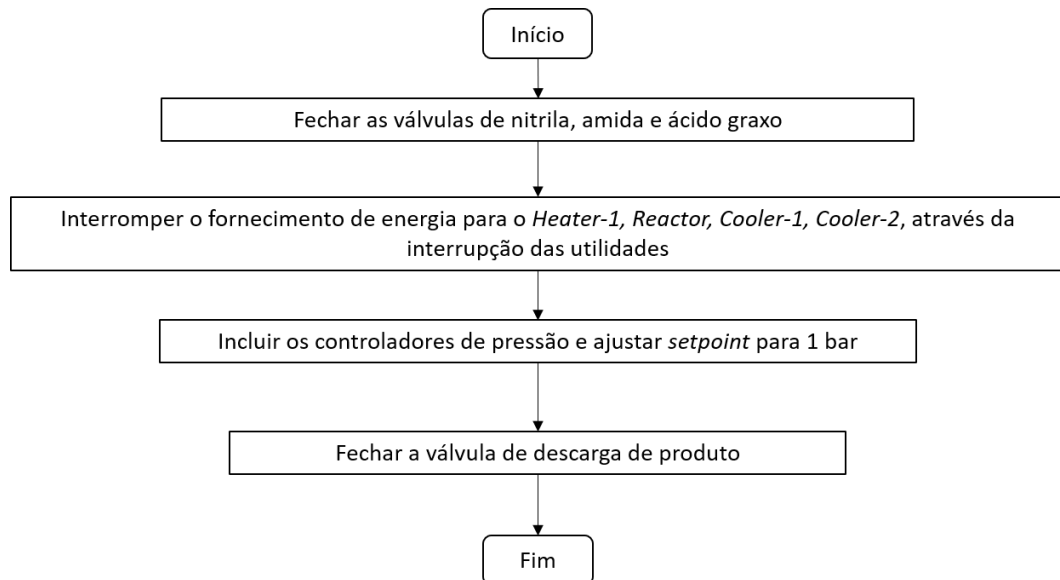 Início
Fechar as válvulas de nitrila, amida e ácido graxo
Interromper o fornecimento de energia para o Heater-1, Reactor, Cooler-1, Cooler-2, através da
interrupção das utilidades
Incluir os controladores de pressão e ajustar setpoint para 1 bar
Fechar a válvula de descarga de produto
Fim